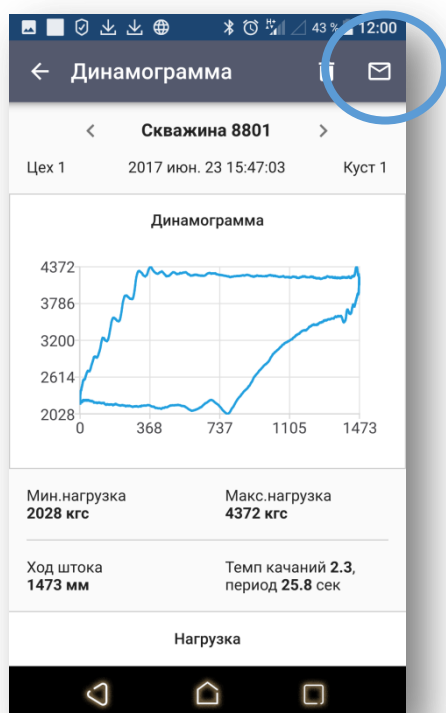 43 % 12:00
Динамограмма
Скважина 8801
Цех 1 2017 июн. 23 15:47:03 Куст 1
Динамограмма
4372
3786
3200
2614
2028
0 368 737 1105 1473
Мин.нагрузка Макс.нагрузка
2028 кгс 4372 кгс
Ход штока Темп качаний 2.3,
1473 мм период 25.8 сек
Нагрузка